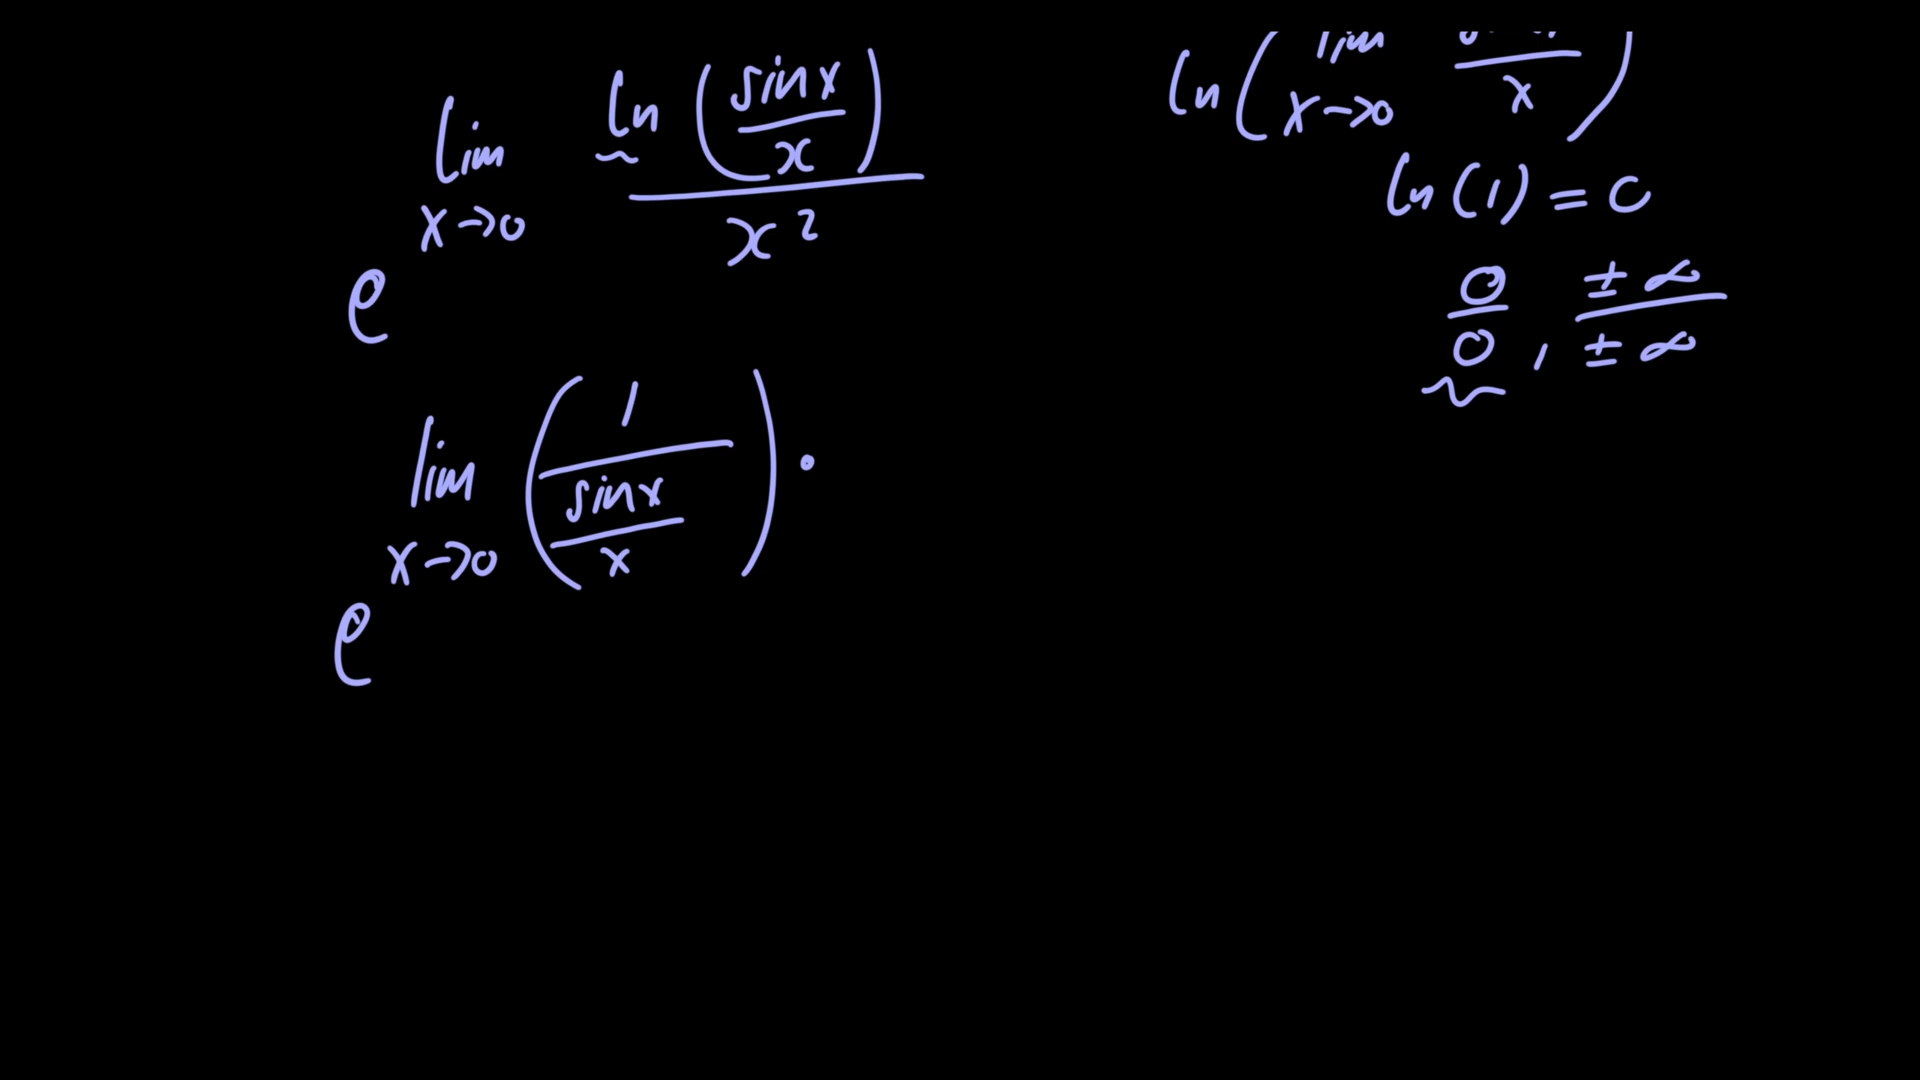 lim x→0 ln (sinx / x) / x²
e
lim x→0 (1 / (sinx / x)) ·
e
ln ( lim x→0 / x )
ln (1) = 0
0/0 , ±∞/±∞